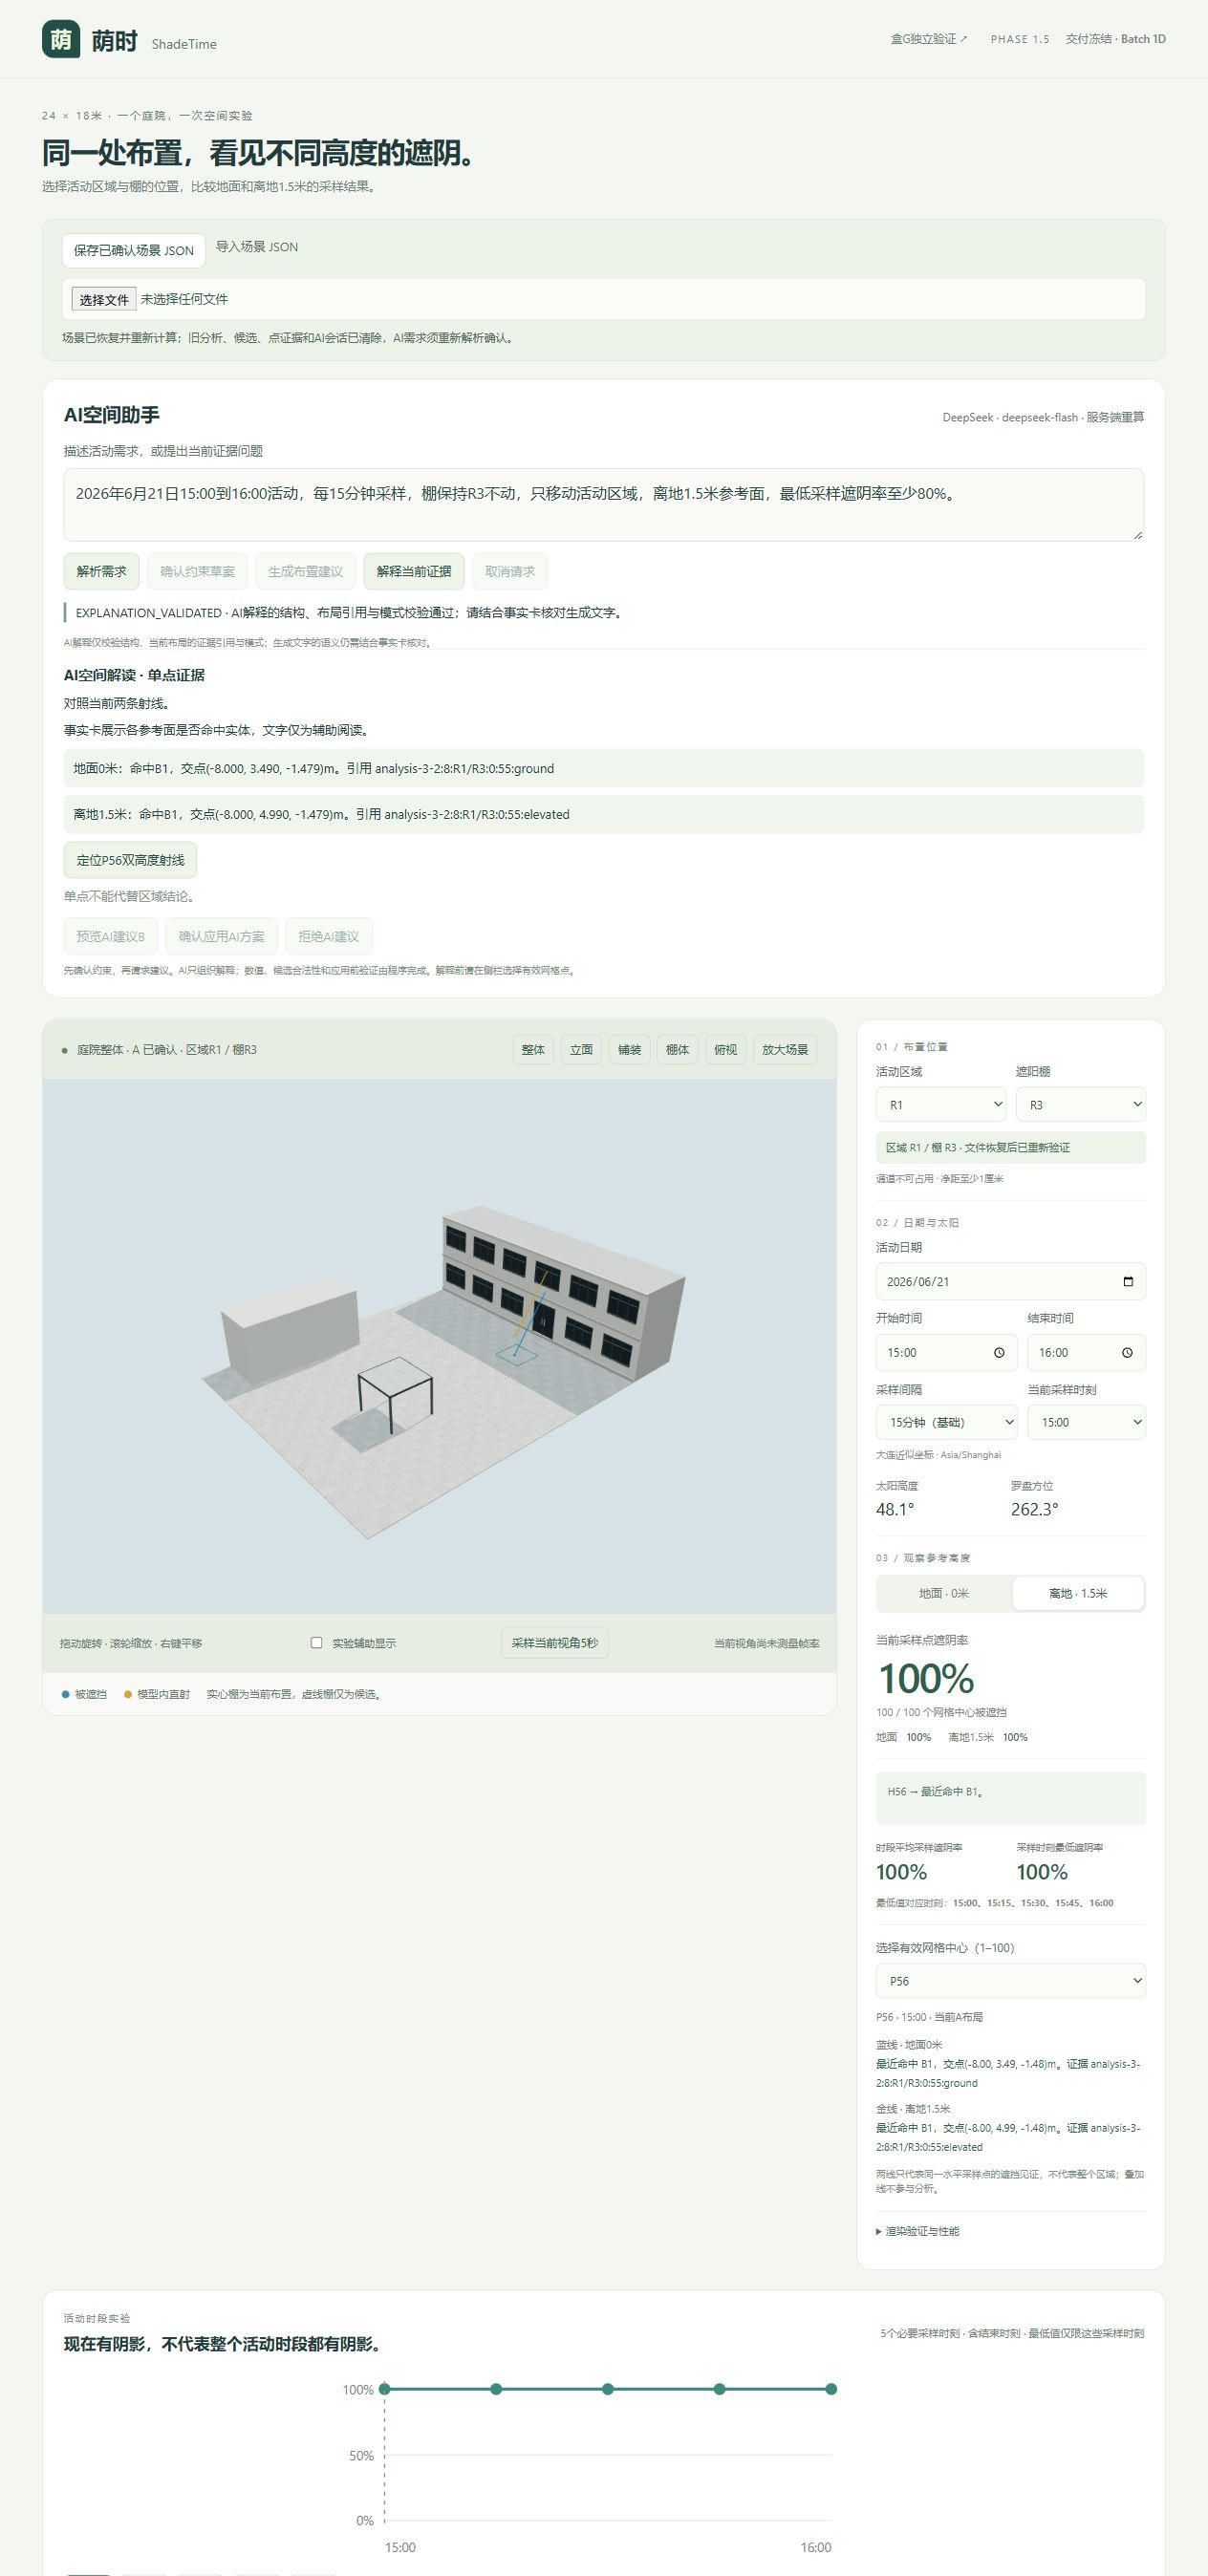 荫 荫时 ShadeTime
盒G独立验证 ↗ PHASE 1.5 交付冻结 · Batch 1D
24 × 18米 · 一个庭院，一次空间实验
同一处布置，看见不同高度的遮阴。
选择活动区域与棚的位置，比较地面和离地1.5米的采样结果。
保存已确认场景 JSON 导入场景 JSON
选择文件 未选择任何文件
场景已恢复并重新计算；旧分析、候选、点证据和AI会话已清除，AI需求须重新解析确认。
AI空间助手
DeepSeek · deepseek-flash · 服务端重算
描述活动需求，或提出当前证据问题
2026年6月21日15:00到16:00活动，每15分钟采样，棚保持R3不动，只移动活动区域，离地1.5米参考面，最低采样遮阴率至少80%。
解析需求 确认约束草案 生成布置建议 解释当前证据 取消请求
EXPLANATION_VALIDATED · AI解释的结构、布局引用与模式校验通过；请结合事实卡核对生成文字。
AI解释仅校验结构、当前布局的证据引用与模式；生成文字的语义仍需结合事实卡核对。
AI空间解读 · 单点证据
对照当前两条射线。
事实卡展示各参考面是否命中实体，文字仅为辅助阅读。
地面0米：命中B1，交点(-8.000, 3.490, -1.479)m。引用 analysis-3-2:8:R1/R3:0:55:ground
离地1.5米：命中B1，交点(-8.000, 4.990, -1.479)m。引用 analysis-3-2:8:R1/R3:0:55:elevated
定位P56双高度射线
单点不能代替区域结论。
预览AI建议B 确认应用AI方案 拒绝AI建议
先确认约束，再请求建议。AI只组织解释；数值、候选合法性和应用前验证由程序完成。解释前请在侧栏选择有效网格点。
庭院整体 · A 已确认 · 区域R1 / 棚R3
整体 立面 铺装 棚体 俯视 放大场景
拖动旋转 · 滚轮缩放 · 右键平移 实验辅助显示 采样当前视角5秒 当前视角尚未测量帧率
被遮挡 模型内直射 实心棚为当前布置，虚线棚仅为候选。
01 / 布置位置
活动区域 遮阳棚
R1 R3
区域 R1 / 棚 R3 · 文件恢复后已重新验证
通道不可占用 · 净距至少1厘米
02 / 日期与太阳
活动日期
2026/06/21
开始时间 结束时间
15:00 16:00
采样间隔 当前采样时刻
15分钟（基础） 15:00
大连近似坐标 · Asia/Shanghai
太阳高度 罗盘方位
48.1° 262.3°
03 / 观察参考高度
地面 · 0米 离地 · 1.5米
当前采样点遮阴率
100%
100 / 100 个网格中心被遮挡
地面 100% 离地1.5米 100%
H56 → 最近命中 B1。
时段平均采样遮阴率 采样时刻最低遮阴率
100% 100%
最低值对应时刻：15:00、15:15、15:30、15:45、16:00
选择有效网格中心（1–100）
P56
P56 · 15:00 · 当前A布局
蓝线 · 地面0米
最近命中 B1，交点(-8.00, 3.49, -1.48)m。证据 analysis-3-
2:8:R1/R3:0:55:ground
金线 · 离地1.5米
最近命中 B1，交点(-8.00, 4.99, -1.48)m。证据 analysis-3-
2:8:R1/R3:0:55:elevated
两线只代表同一水平采样点的遮挡见证，不代表整个区域；叠加
线不参与分析。
▶ 渲染验证与性能
活动时段实验
现在有阴影，不代表整个活动时段都有阴影。
5个必要采样时刻 · 含结束时刻 · 最低值仅限这些采样时刻
100%
50%
0%
15:00 16:00